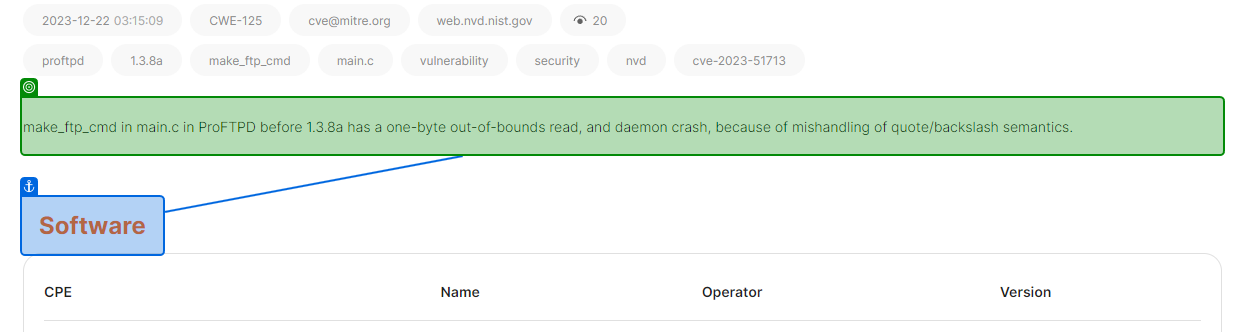 2023-12-22 03:15:09 CWE-125 cve@mitre.org web.nvd.nist.gov 20
proftpd 1.3.8a make_ftp_cmd main.c vulnerability security nvd cve-2023-51713
make_ftp_cmd in main.c in ProFTPD before 1.3.8a has a one-byte out-of-bounds read, and daemon crash, because of mishandling of quote/backslash semantics.
Software
CPE Name Operator Version